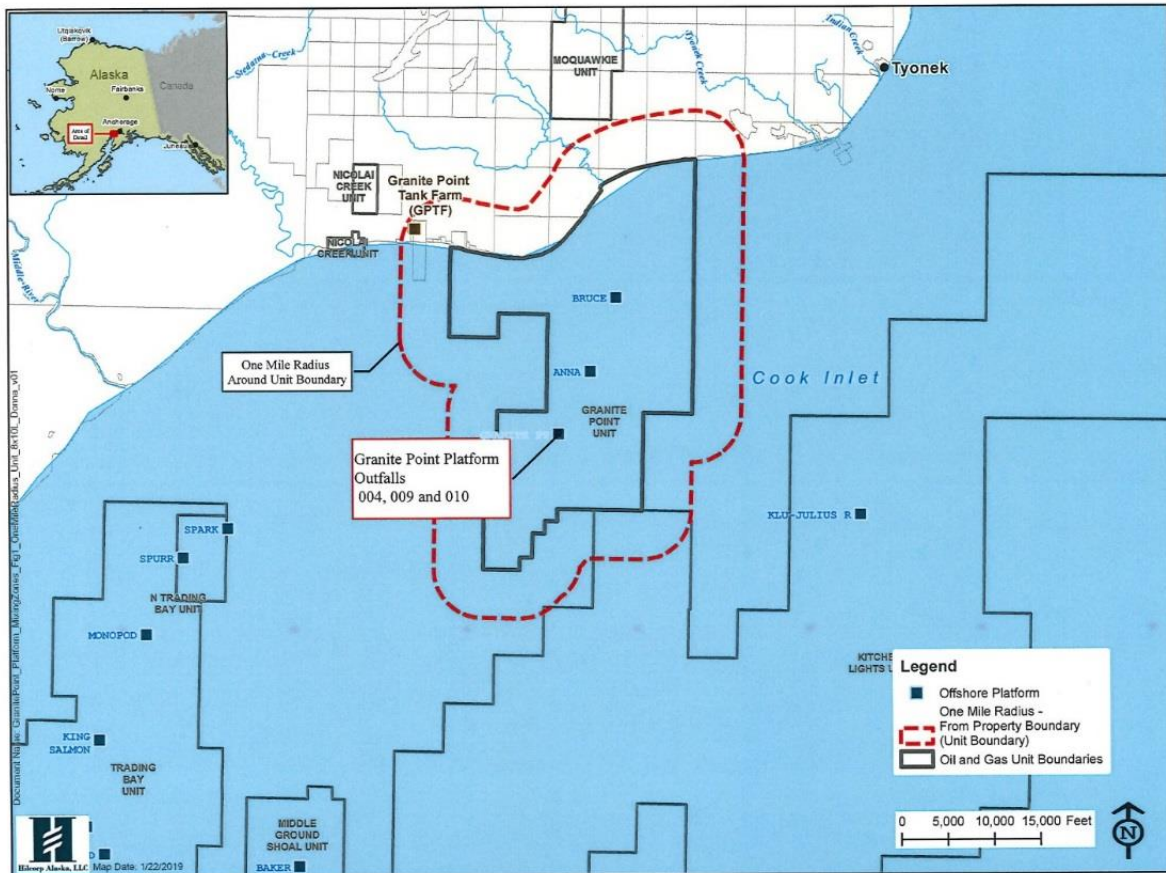 Utqiakovik
(Barrow)
Alaska
Canada
Nome
Fairbanks
Anchorage
Area of
Detail
Juneau
Stedatna-Creek
MOQUAWKIE
UNIT
Tyonek Creek
Indian Creek
Tyonek
NICOLAI
CREEK
UNIT
Granite Point
Tank Farm
(GPTF)
NICOLAI
CREEK UNIT
Middle-River
BRUCE
One Mile Radius
Around Unit Boundary
ANNA
Cook Inlet
GRANITE
POINT
UNIT
Granite Point Platform
Outfalls
004, 009 and 010
SPARK
KLU-JULIUS R
SPURR
N TRADING
BAY UNIT
MONOPOD
KING
SALMON
TRADING
BAY
UNIT
MIDDLE
GROUND
SHOAL UNIT
BAKER
D
KITCHE
LIGHTS U
Legend
Offshore Platform
One Mile Radius -
From Property Boundary
(Unit Boundary)
Oil and Gas Unit Boundaries
0 5,000 10,000 15,000 Feet
N
H
Hilcorp Alaska, LLC
Map Date: 1/22/2019
Document Name: GranitePoint_Platform_MixingZones_Fig1_OneMileRadius_Unit_8x10L_Donna_v01